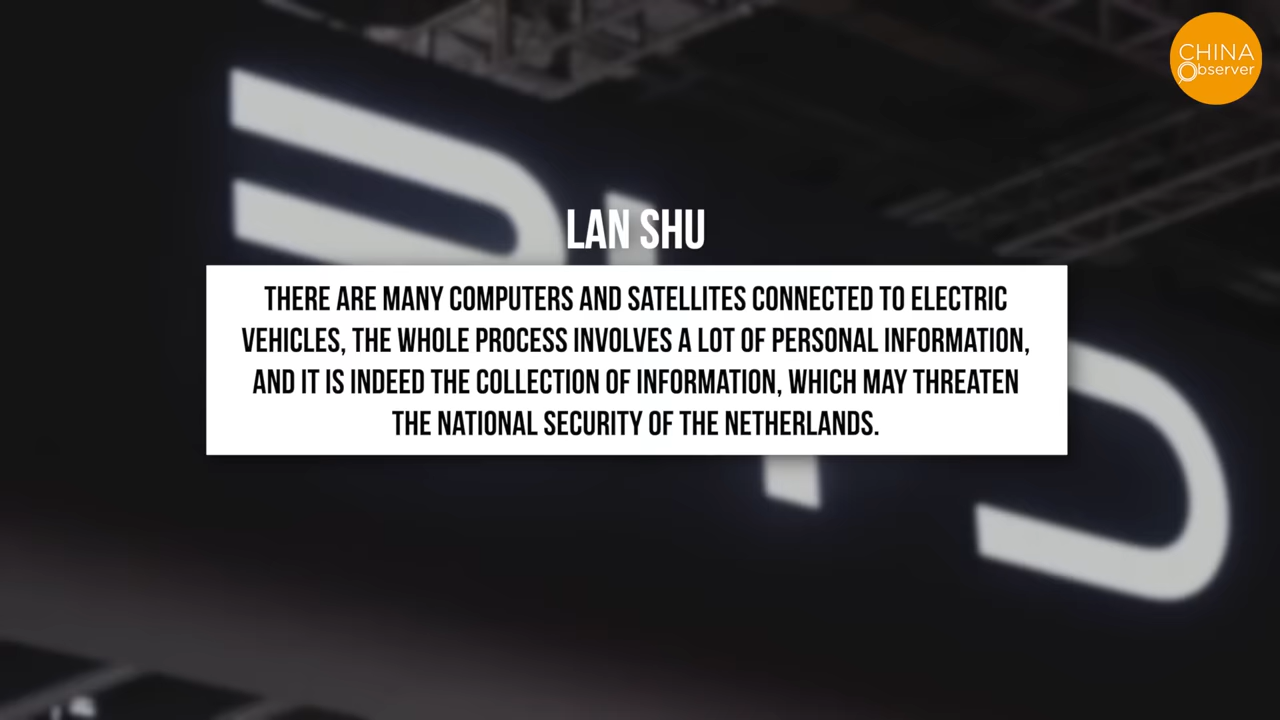 CHINA
Observer
LAN SHU
THERE ARE MANY COMPUTERS AND SATELLITES CONNECTED TO ELECTRIC
VEHICLES, THE WHOLE PROCESS INVOLVES A LOT OF PERSONAL INFORMATION,
AND IT IS INDEED THE COLLECTION OF INFORMATION, WHICH MAY THREATEN
THE NATIONAL SECURITY OF THE NETHERLANDS.
BYD